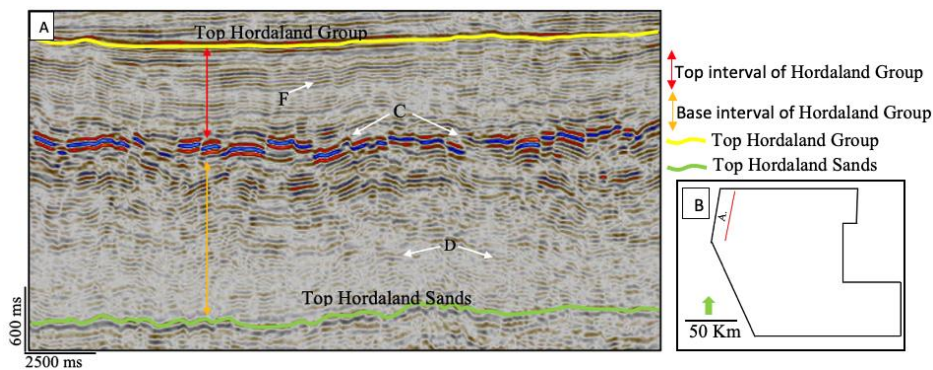 A
Top Hordaland Group
F
C
D
Top Hordaland Sands
600 ms
2500 ms
Top interval of Hordaland Group
Base interval of Hordaland Group
Top Hordaland Group
Top Hordaland Sands
B
A.
50 Km